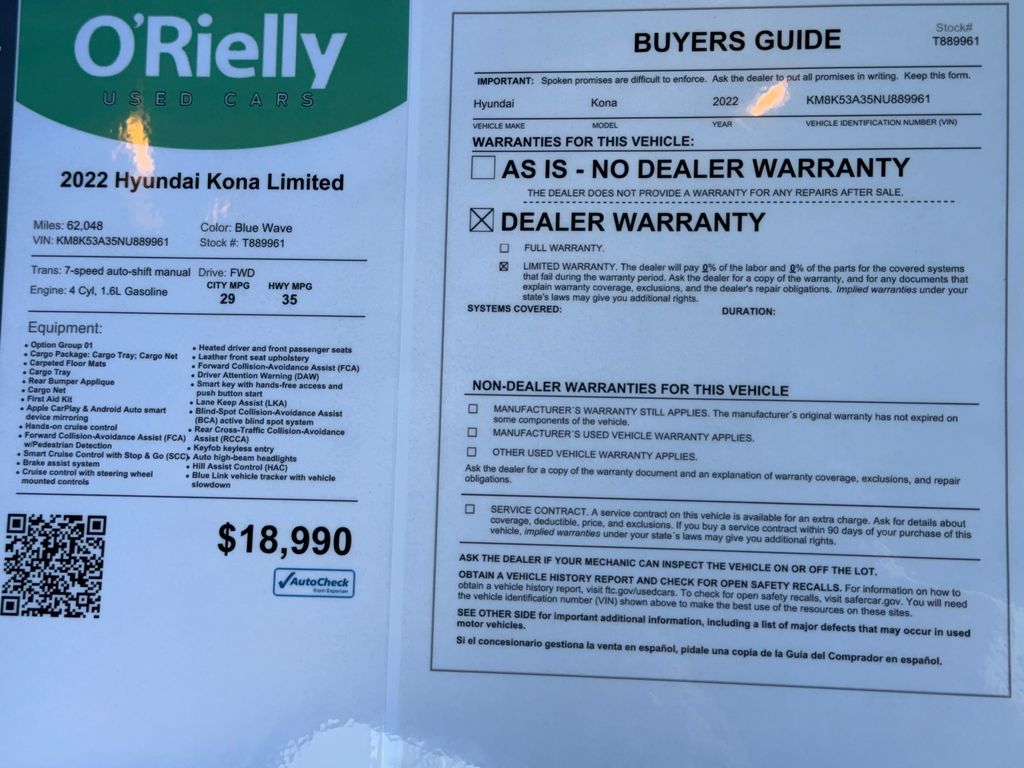 O'Rielly
USED CARS
2022 Hyundai Kona Limited
Miles: 62,048
VIN: KM8K53A35NU889961
Color: Blue Wave
Stock #: T889961
Trans: 7-speed auto-shift manual
Drive: FWD
Engine: 4 Cyl, 1.6L Gasoline
CITY MPG
29
HWY MPG
35
Equipment:
• Option Group 01
• Cargo Package: Cargo Tray; Cargo Net
• Carpeted Floor Mats
• Cargo Tray
• Rear Bumper Applique
• Cargo Net
• First Aid Kit
• Apple CarPlay & Android Auto smart
device mirroring
• Hands-on cruise control
• Forward Collision-Avoidance Assist (FCA)
w/Pedestrian Detection
• Smart Cruise Control with Stop & Go (SCC)
• Brake assist system
• Cruise control with steering wheel
mounted controls
• Heated driver and front passenger seats
• Leather front seat upholstery
• Forward Collision-Avoidance Assist (FCA)
• Driver Attention Warning (DAW)
• Smart key with hands-free access and
push button start
• Lane Keep Assist (LKA)
• Blind-Spot Collision-Avoidance Assist
(BCA) active blind spot system
• Rear Cross-Traffic Collision-Avoidance
Assist (RCCA)
• Keyfob keyless entry
• Auto high-beam headlights
• Hill Assist Control (HAC)
• Blue Link vehicle tracker with vehicle
slowdown
$18,990
AutoCheck
from Experian
BUYERS GUIDE
Stock#
T889961
IMPORTANT: Spoken promises are difficult to enforce. Ask the dealer to put all promises in writing. Keep this form.
Hyundai Kona 2022 KM8K53A35NU889961
VEHICLE MAKE MODEL YEAR VEHICLE IDENTIFICATION NUMBER (VIN)
WARRANTIES FOR THIS VEHICLE:
AS IS - NO DEALER WARRANTY
THE DEALER DOES NOT PROVIDE A WARRANTY FOR ANY REPAIRS AFTER SALE.
DEALER WARRANTY
FULL WARRANTY.
LIMITED WARRANTY. The dealer will pay 0% of the labor and 0% of the parts for the covered systems
that fail during the warranty period. Ask the dealer for a copy of the warranty, and for any documents that
explain warranty coverage, exclusions, and the dealer's repair obligations. Implied warranties under your
state's laws may give you additional rights.
SYSTEMS COVERED: DURATION:
NON-DEALER WARRANTIES FOR THIS VEHICLE
MANUFACTURER`S WARRANTY STILL APPLIES. The manufacturer`s original warranty has not expired on
some components of the vehicle.
MANUFACTURER`S USED VEHICLE WARRANTY APPLIES.
OTHER USED VEHICLE WARRANTY APPLIES.
Ask the dealer for a copy of the warranty document and an explanation of warranty coverage, exclusions, and repair
obligations.
SERVICE CONTRACT. A service contract on this vehicle is available for an extra charge. Ask for details about
coverage, deductible, price, and exclusions. If you buy a service contract within 90 days of your purchase of this
vehicle, implied warranties under your state`s laws may give you additional rights.
ASK THE DEALER IF YOUR MECHANIC CAN INSPECT THE VEHICLE ON OR OFF THE LOT.
OBTAIN A VEHICLE HISTORY REPORT AND CHECK FOR OPEN SAFETY RECALLS. For information on how to
obtain a vehicle history report, visit ftc.gov/usedcars. To check for open safety recalls, visit safercar.gov. You will need
the vehicle identification number (VIN) shown above to make the best use of the resources on these sites.
SEE OTHER SIDE for important additional information, including a list of major defects that may occur in used
motor vehicles.
Si el concesionario gestiona la venta en español, pidale una copia de la Guía del Comprador en español.